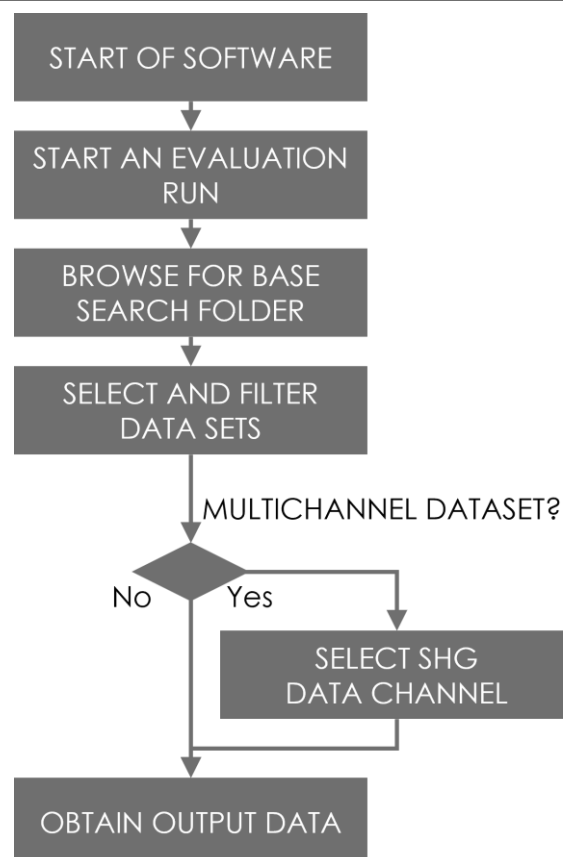 START OF SOFTWARE
START AN EVALUATION
RUN
BROWSE FOR BASE
SEARCH FOLDER
SELECT AND FILTER
DATA SETS
MULTICHANNEL DATASET?
No
Yes
SELECT SHG
DATA CHANNEL
OBTAIN OUTPUT DATA